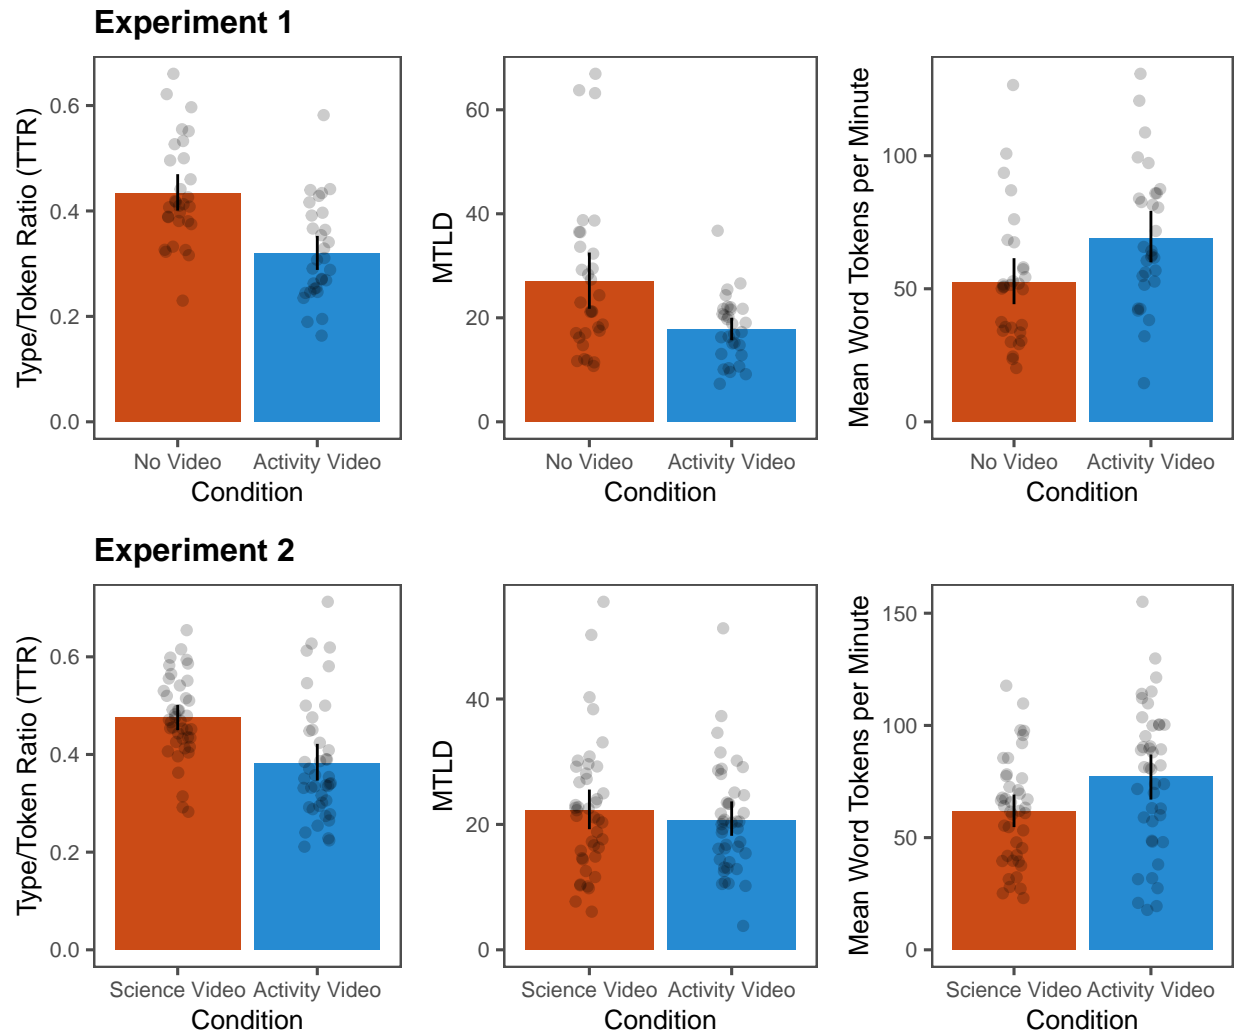 Experiment 1
Type/Token Ratio (TTR)
0.6
0.4
0.2
0.0
No Video Activity Video
Condition
MTLD
60
40
20
0
No Video Activity Video
Condition
Mean Word Tokens per Minute
100
50
0
No Video Activity Video
Condition
Experiment 2
Type/Token Ratio (TTR)
0.6
0.4
0.2
0.0
Science Video Activity Video
Condition
MTLD
40
20
0
Science Video Activity Video
Condition
Mean Word Tokens per Minute
150
100
50
0
Science Video Activity Video
Condition